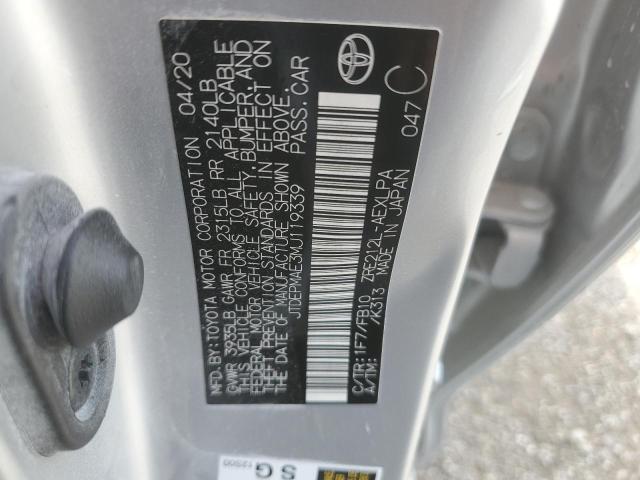 MFD.BY:TOYOTA MOTOR CORPORATION 04/20
GVWR 3935LB GAWR FR 2315LB RR 2140LB
THIS VEHICLE CONFORMS TO ALL APPLICABLE
FEDERAL MOTOR VEHICLE SAFETY, BUMPER, AND
THEFT PREVENTION STANDARDS IN EFFECT ON
THE DATE OF MANUFACTURE SHOWN ABOVE.
JTDEPMAE3MJ119339 PASS.CAR
C/TR:1F7/FB10 ZRE212L-AEXLPA
A/TM: /K313 MADE IN JAPAN
047 C
SG